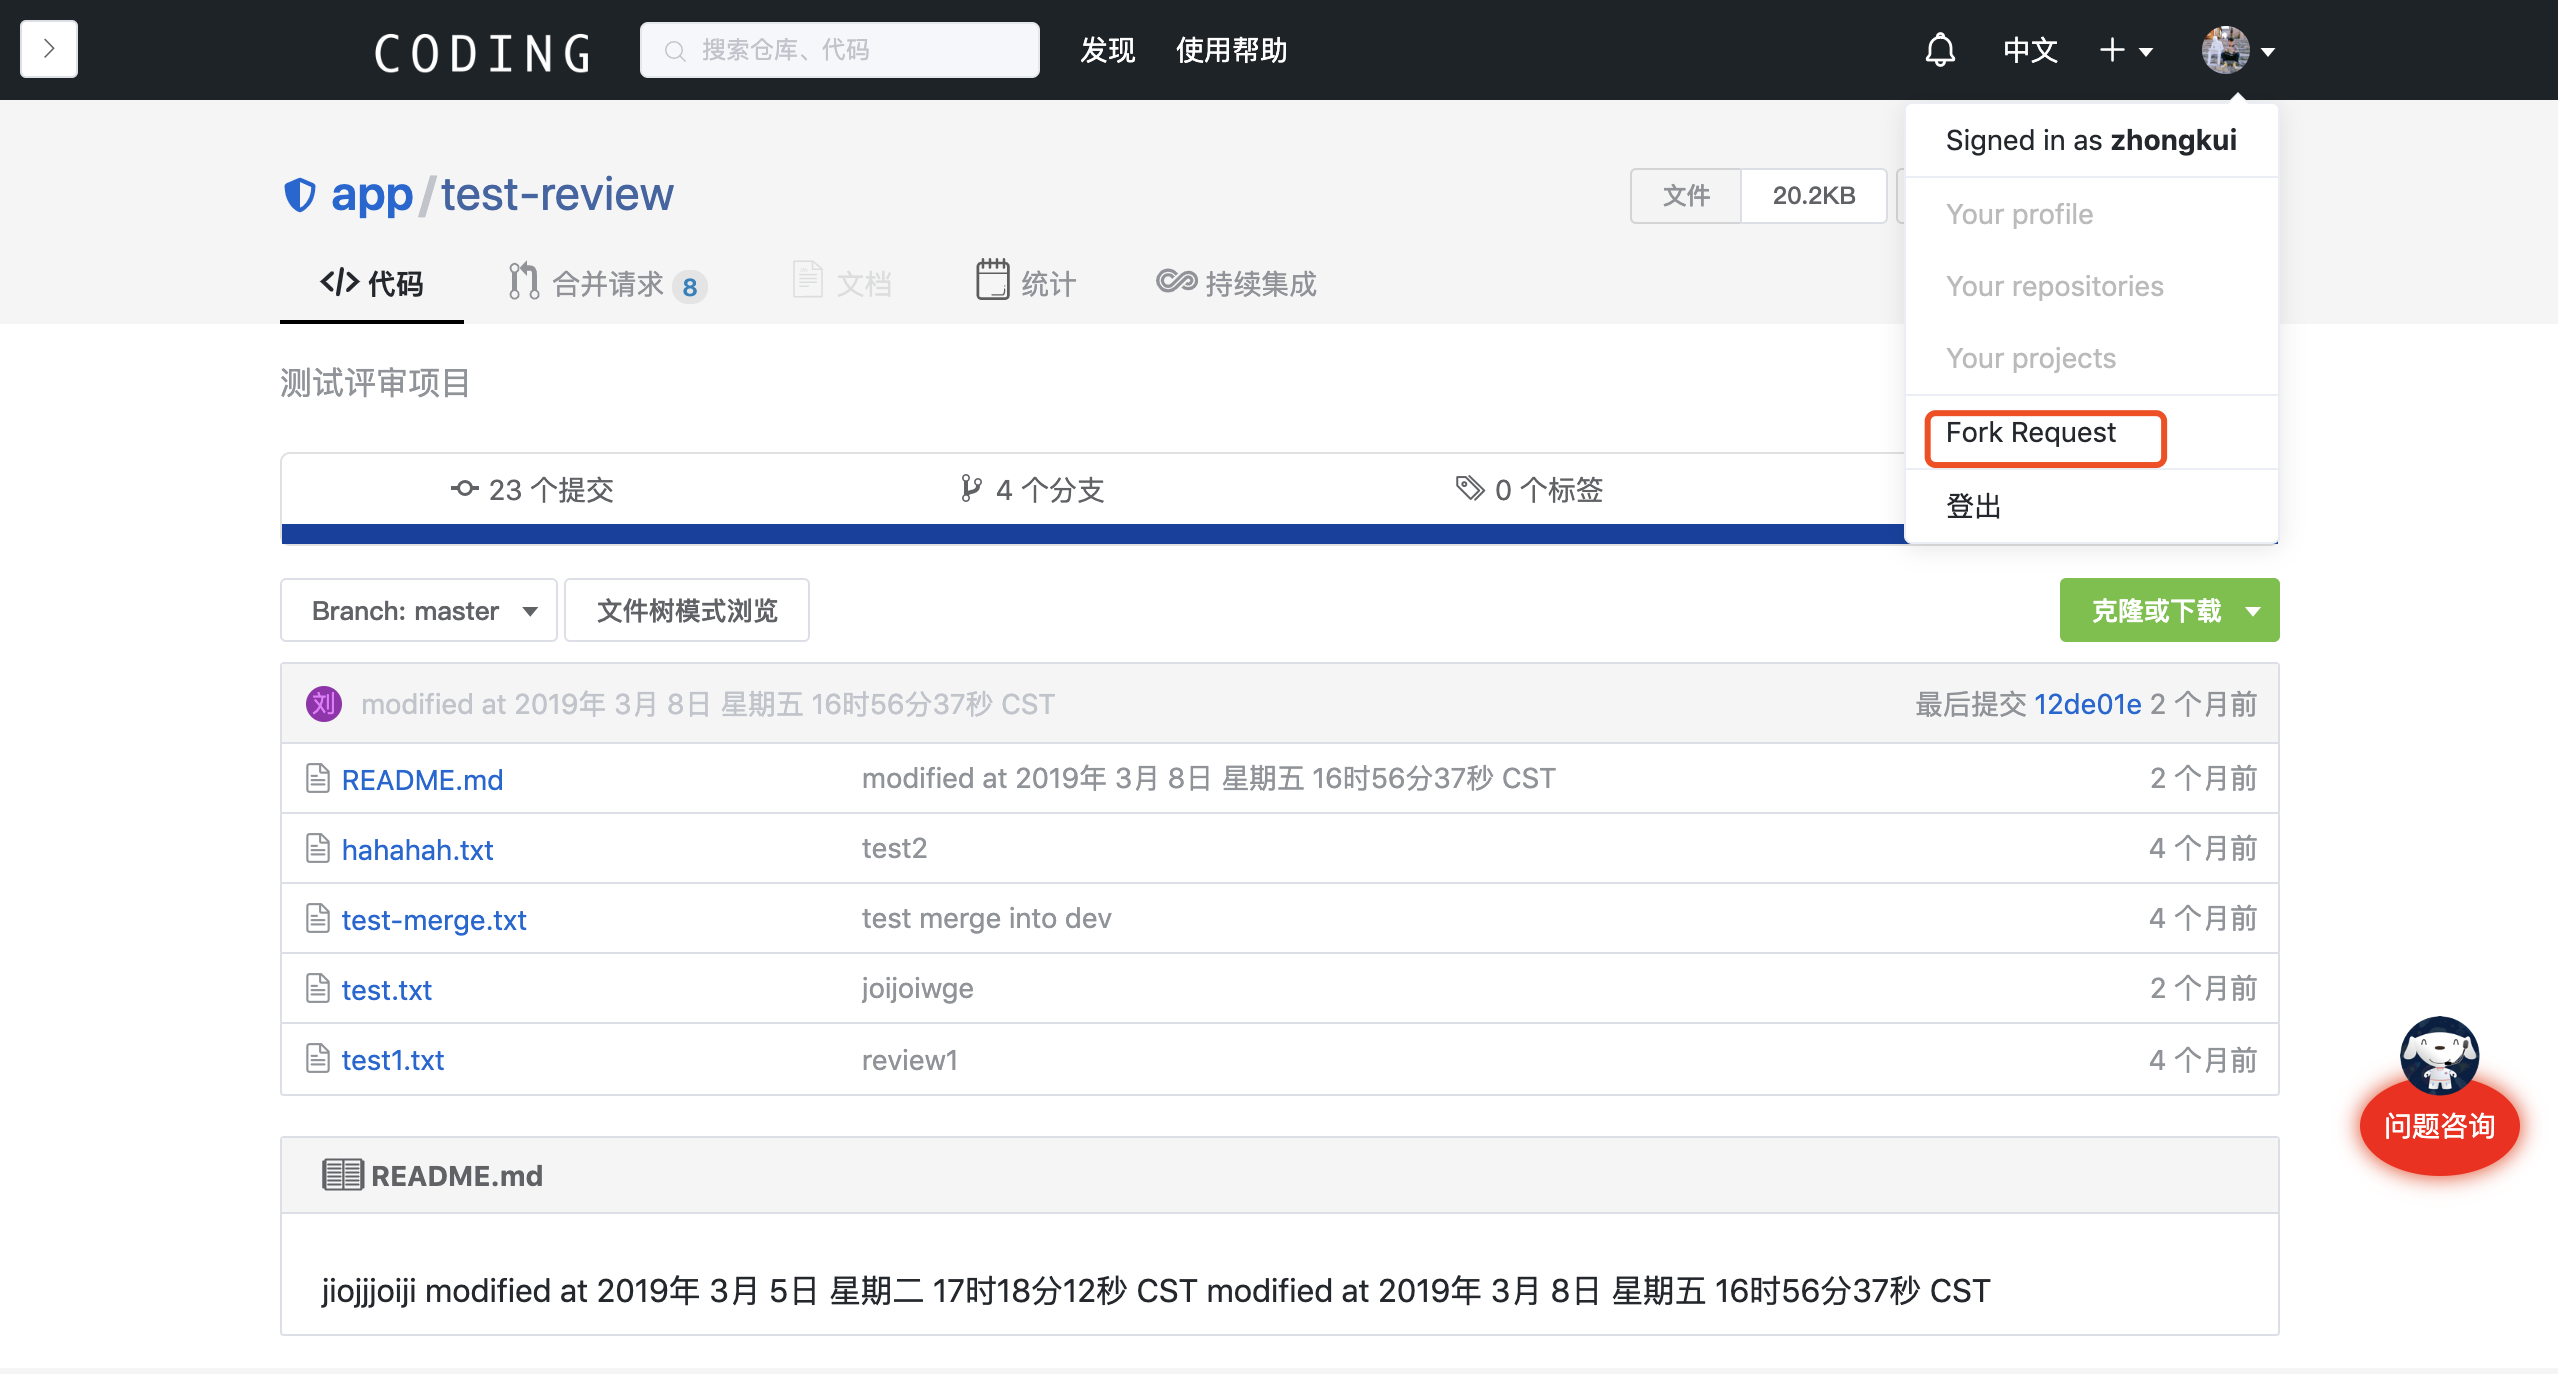 CODING
搜索仓库、代码
发现 使用帮助
中文
Signed in as zhongkui
Your profile
Your repositories
Your projects
Fork Request
登出
app/test-review
文件 20.2KB
代码 合并请求 8 文档 统计 持续集成
测试评审项目
23 个提交 4 个分支 0 个标签
Branch: master 文件树模式浏览 克隆或下载
刘 modified at 2019年 3月 8日 星期五 16时56分37秒 CST 最后提交 12de01e 2 个月前
README.md modified at 2019年 3月 8日 星期五 16时56分37秒 CST 2 个月前
hahahah.txt test2 4 个月前
test-merge.txt test merge into dev 4 个月前
test.txt joijoiwge 2 个月前
test1.txt review1 4 个月前
问题咨询
README.md
jiojjjoiji modified at 2019年 3月 5日 星期二 17时18分12秒 CST modified at 2019年 3月 8日 星期五 16时56分37秒 CST